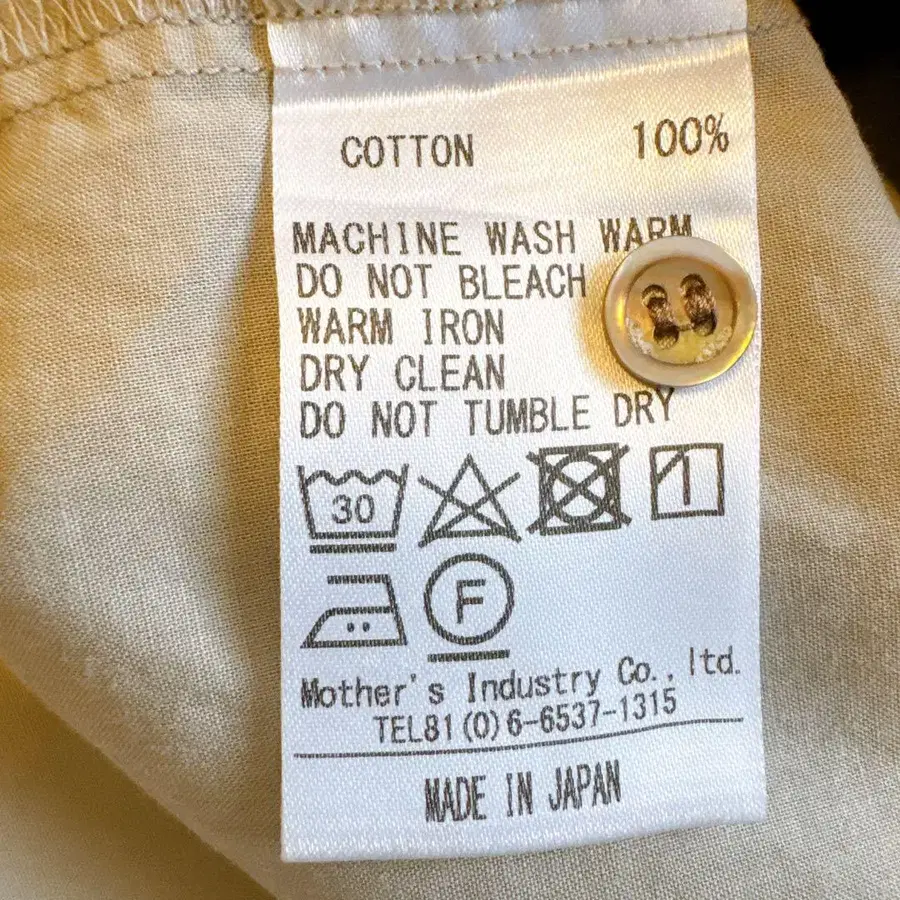 COTTON 100%
MACHINE WASH WARM
DO NOT BLEACH
WARM IRON
DRY CLEAN
DO NOT TUMBLE DRY
30
F
Mother's Industry Co.,ltd.
TEL81(0)6-6537-1315
MADE IN JAPAN